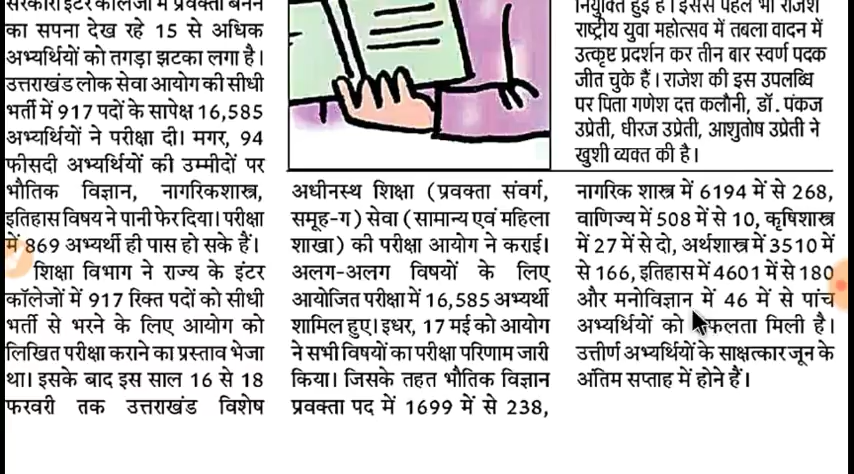 सरकारी इंटर कॉलेजों में प्रवक्ता बनने
का सपना देख रहे 15 से अधिक
अभ्यर्थियों को तगड़ा झटका लगा है।
उत्तराखंड लोक सेवा आयोग की सीधी
भर्ती में 917 पदों के सापेक्ष 16,585
अभ्यर्थियों ने परीक्षा दी। मगर, 94
फीसदी अभ्यर्थियों की उम्मीदों पर
भौतिक विज्ञान, नागरिकशास्त्र,
इतिहास विषय ने पानी फेर दिया। परीक्षा
में 869 अभ्यर्थी ही पास हो सके हैं।
शिक्षा विभाग ने राज्य के इंटर
कॉलेजों में 917 रिक्त पदों को सीधी
भर्ती से भरने के लिए आयोग को
लिखित परीक्षा कराने का प्रस्ताव भेजा
था। इसके बाद इस साल 16 से 18
फरवरी तक उत्तराखंड विशेष
अधीनस्थ शिक्षा (प्रवक्ता संवर्ग,
समूह-ग) सेवा (सामान्य एवं महिला
शाखा) की परीक्षा आयोग ने कराई।
अलग-अलग विषयों के लिए
आयोजित परीक्षा में 16,585 अभ्यर्थी
शामिल हुए। इधर, 17 मई को आयोग
ने सभी विषयों का परीक्षा परिणाम जारी
किया। जिसके तहत भौतिक विज्ञान
प्रवक्ता पद में 1699 में से 238,
नागरिक शास्त्र में 6194 में से 268,
वाणिज्य में 508 में से 10, कृषिशास्त्र
में 27 में से दो, अर्थशास्त्र में 3510 में
से 166, इतिहास में 4601 में से 180
और मनोविज्ञान में 46 में से पांच
अभ्यर्थियों को फलता मिली है।
उत्तीर्ण अभ्यर्थियों के साक्षात्कार जून के
अंतिम सप्ताह में होने हैं।
नियुक्ति हुई है। इससे पहले भी राजेश
राष्ट्रीय युवा महोत्सव में तबला वादन में
उत्कृष्ट प्रदर्शन कर तीन बार स्वर्ण पदक
जीत चुके हैं। राजेश की इस उपलब्धि
पर पिता गणेश दत्त कलौनी, डॉ. पंकज
उप्रेती, धीरज उप्रेती, आशुतोष उप्रेती ने
खुशी व्यक्त की है।